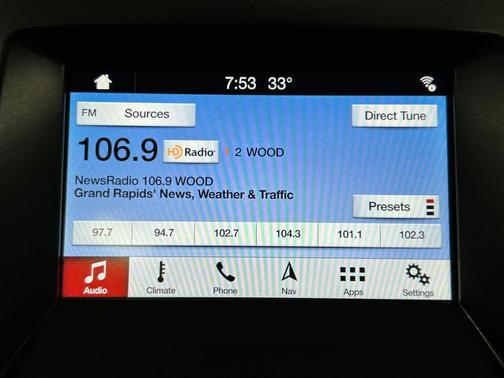 7:53 33°
FM Sources
Direct Tune
106.9 HD Radio 1 2 WOOD
NewsRadio 106.9 WOOD
Grand Rapids' News, Weather & Traffic
Presets
97.7 94.7 102.7 104.3 101.1 102.3
Audio Climate Phone Nav Apps Settings